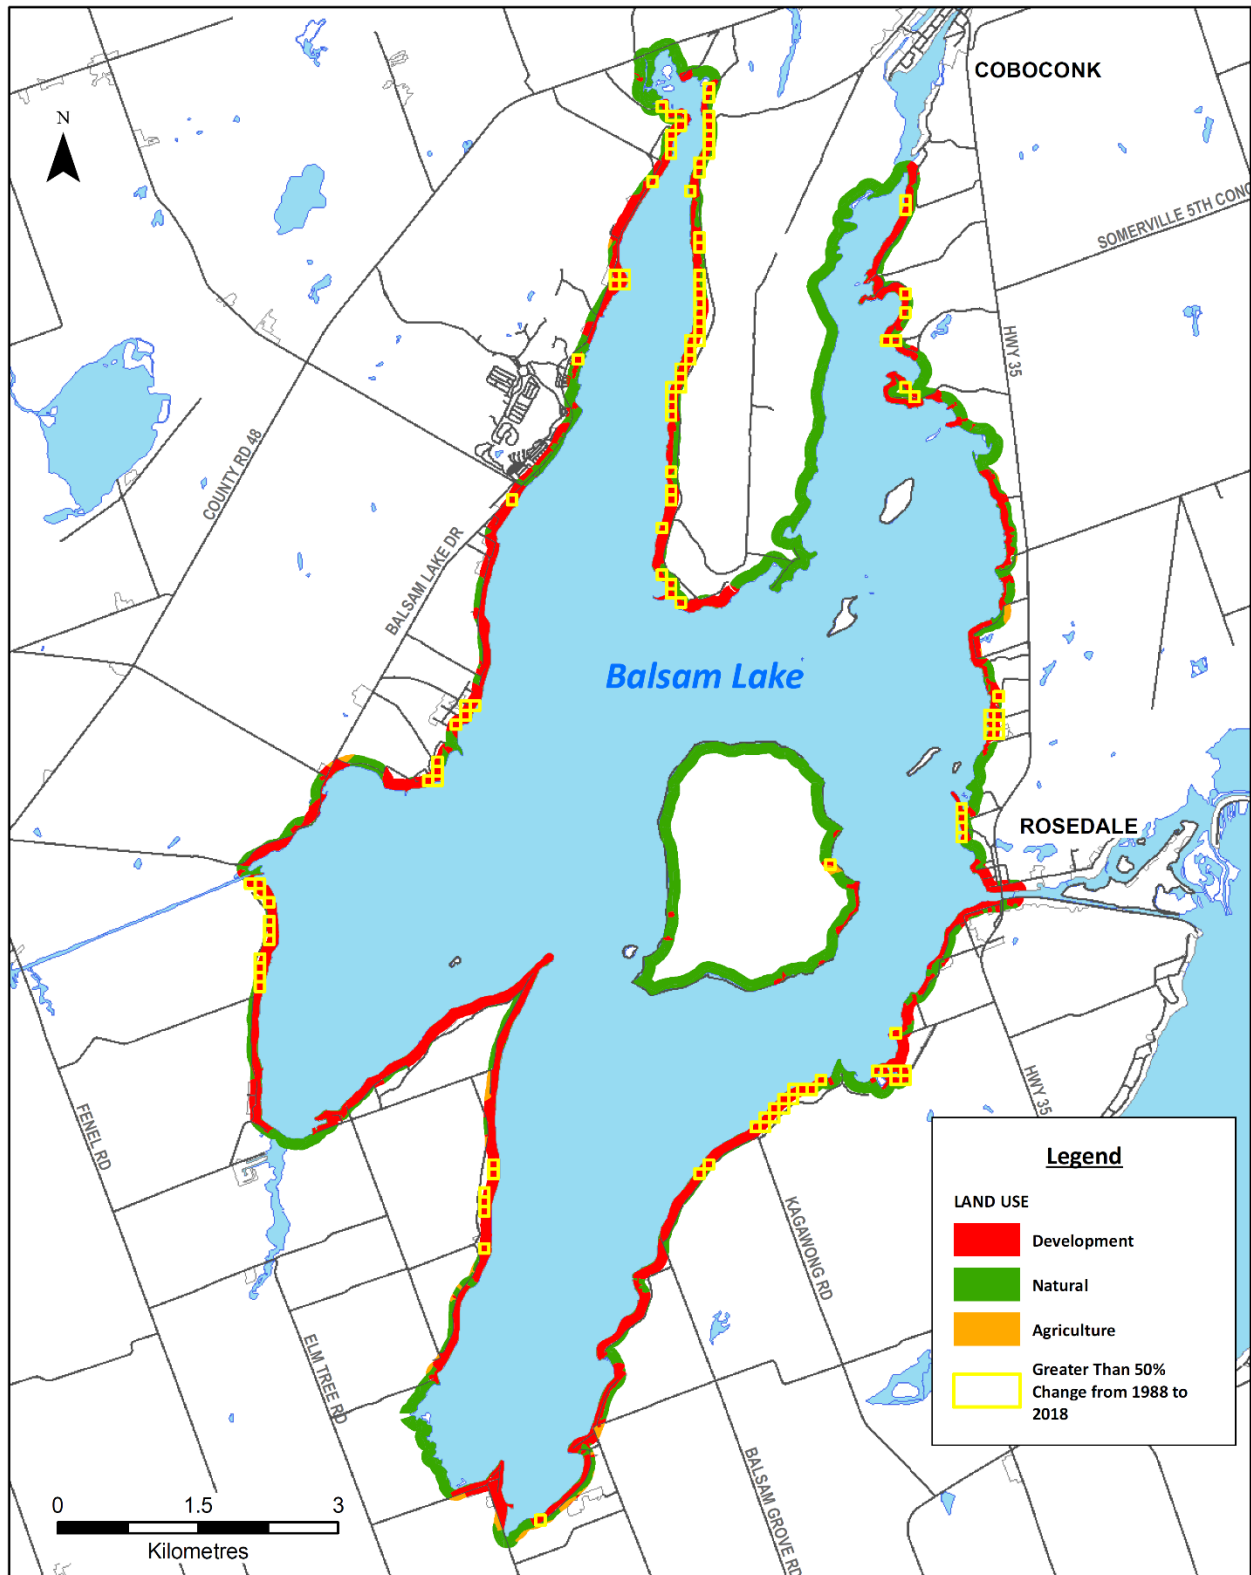 COBOCONK
N
SOMERVILLE 5TH CONC
HWY 35
COUNTY RD 48
BALSAM LAKE DR
Balsam Lake
ROSEDALE
HWY 35
FENEL RD
KAGAWONG RD
ELM TREE RD
BALSAM GROVE RD
Legend
LAND USE
Development
Natural
Agriculture
Greater Than 50%
Change from 1988 to
2018
0 1.5 3
Kilometres